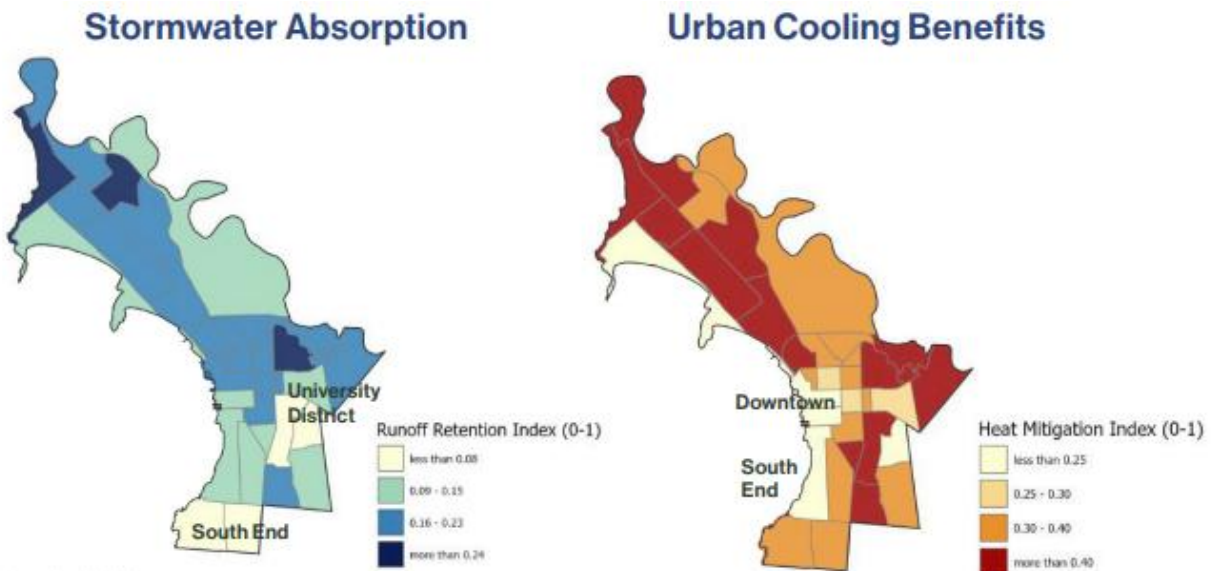 Stormwater Absorption
Urban Cooling Benefits
University
District
South End
Runoff Retention Index (0-1)
less than 0.08
0.09 - 0.15
0.16 - 0.23
more than 0.24
Downtown
South
End
Heat Mitigation Index (0-1)
less than 0.25
0.25 - 0.30
0.30 - 0.40
more than 0.40